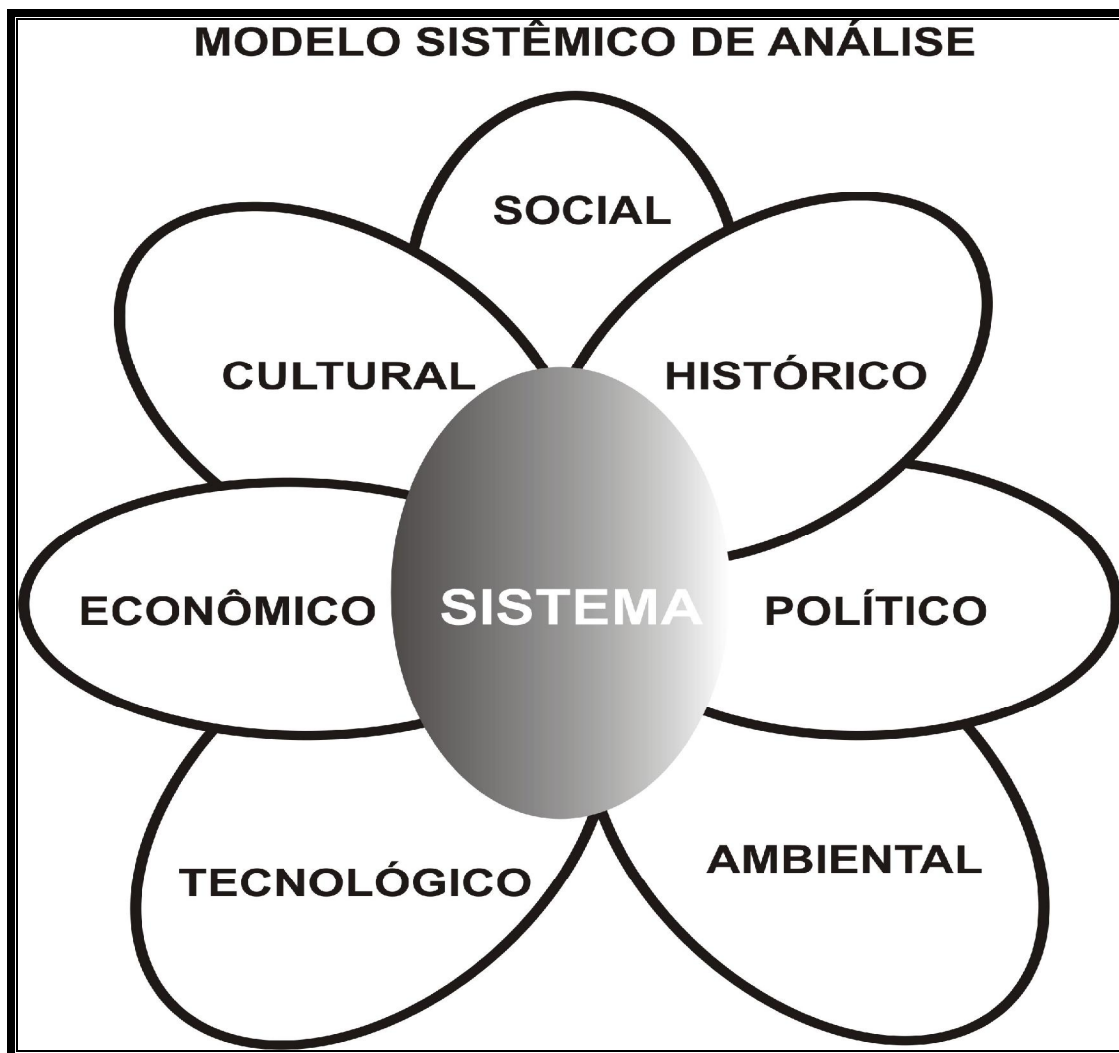 MODELO SISTÊMICO DE ANÁLISE
SOCIAL
CULTURAL
HISTÓRICO
ECONÔMICO
SISTEMA
POLÍTICO
TECNOLÓGICO
AMBIENTAL